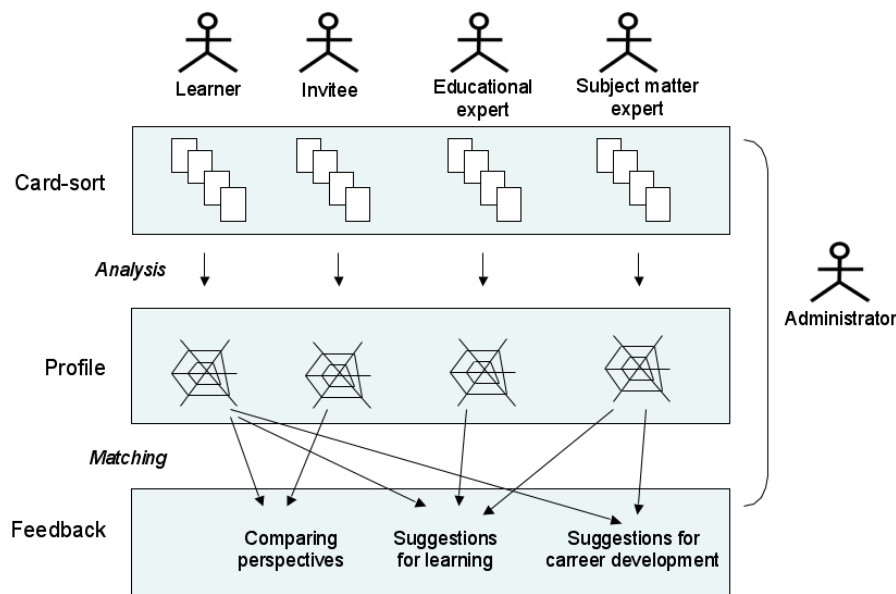 Learner
Invitee
Educational
expert
Subject matter
expert
Card-sort
Analysis
Administrator
Profile
Matching
Feedback
Comparing
perspectives
Suggestions
for learning
Suggestions for
carreer development